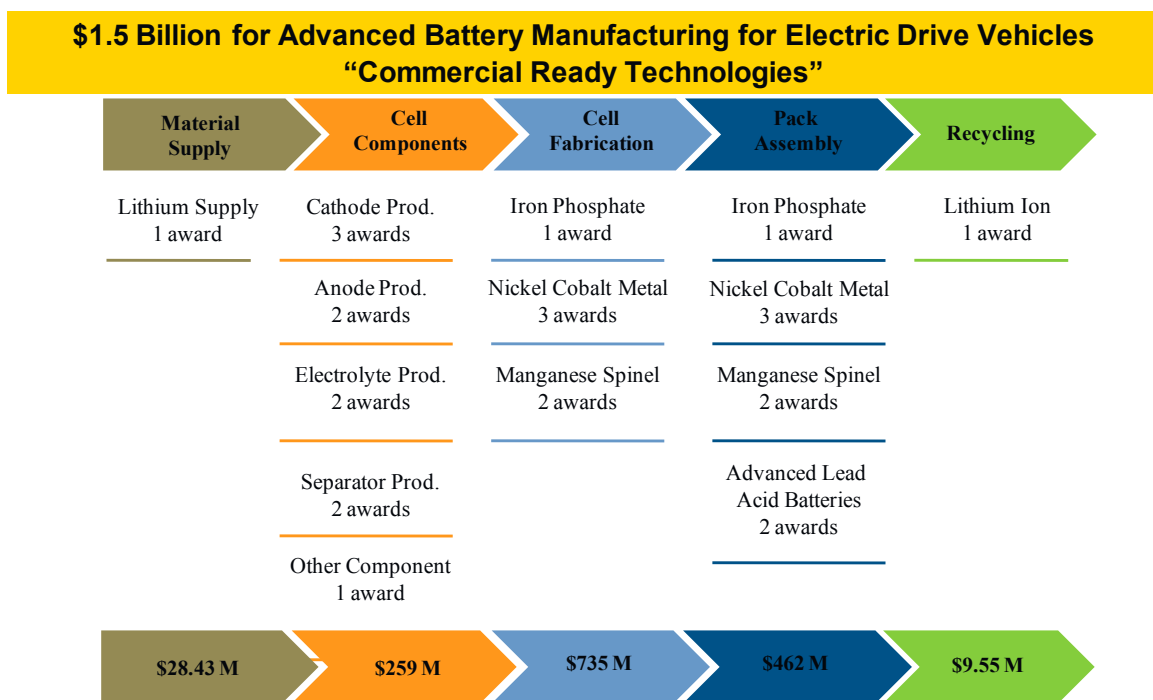 $1.5 Billion for Advanced Battery Manufacturing for Electric Drive Vehicles
“Commercial Ready Technologies”
Material
Supply
Cell
Components
Cell
Fabrication
Pack
Assembly
Recycling
Lithium Supply
1 award
Cathode Prod.
3 awards
Anode Prod.
2 awards
Electrolyte Prod.
2 awards
Separator Prod.
2 awards
Other Component
1 award
Iron Phosphate
1 award
Nickel Cobalt Metal
3 awards
Manganese Spinel
2 awards
Iron Phosphate
1 award
Nickel Cobalt Metal
3 awards
Manganese Spinel
2 awards
Advanced Lead
Acid Batteries
2 awards
Lithium Ion
1 award
$28.43 M
$259 M
$735 M
$462 M
$9.55 M